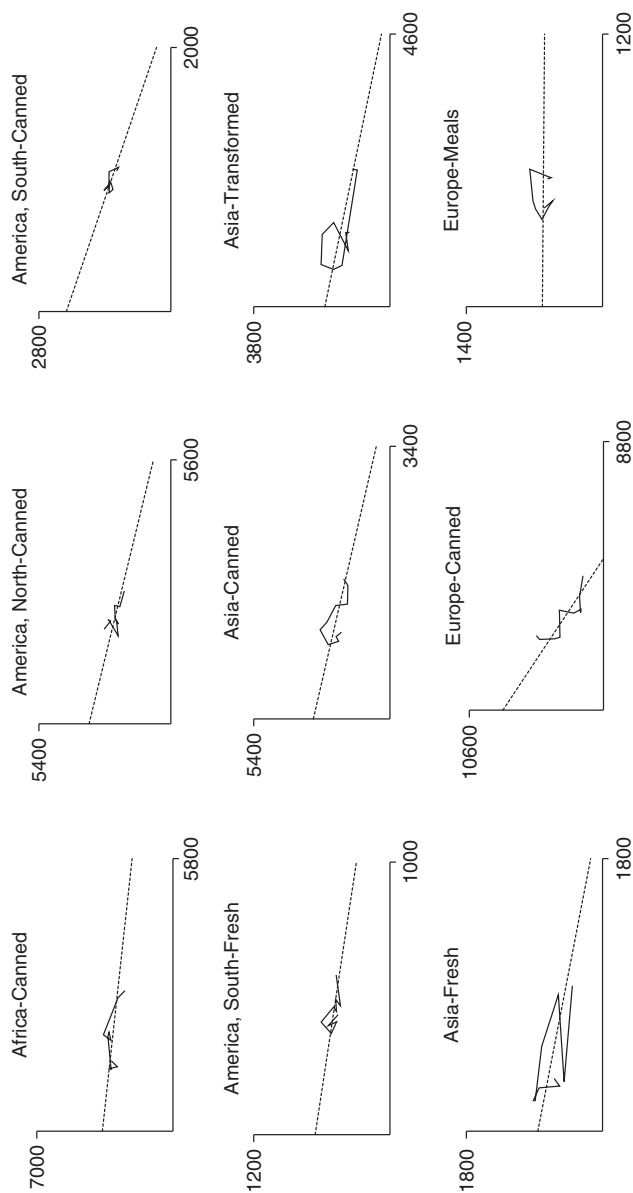 Africa-Canned
7000
5800
America, North-Canned
5400
5600
America, South-Canned
2800
2000
America, South-Fresh
1200
1000
Asia-Canned
5400
3400
Asia-Transformed
3800
4600
Asia-Fresh
1800
1800
Europe-Canned
10600
8800
Europe-Meals
1400
1200